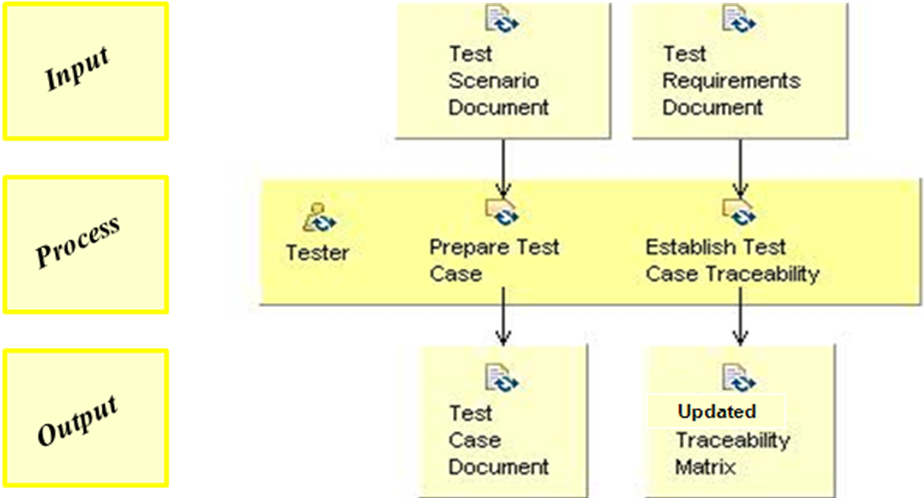 Input
Test
Scenario
Document
Test
Requirements
Document
Process
Tester
Prepare Test
Case
Establish Test
Case Traceability
Output
Test
Case
Document
Updated
Traceability
Matrix